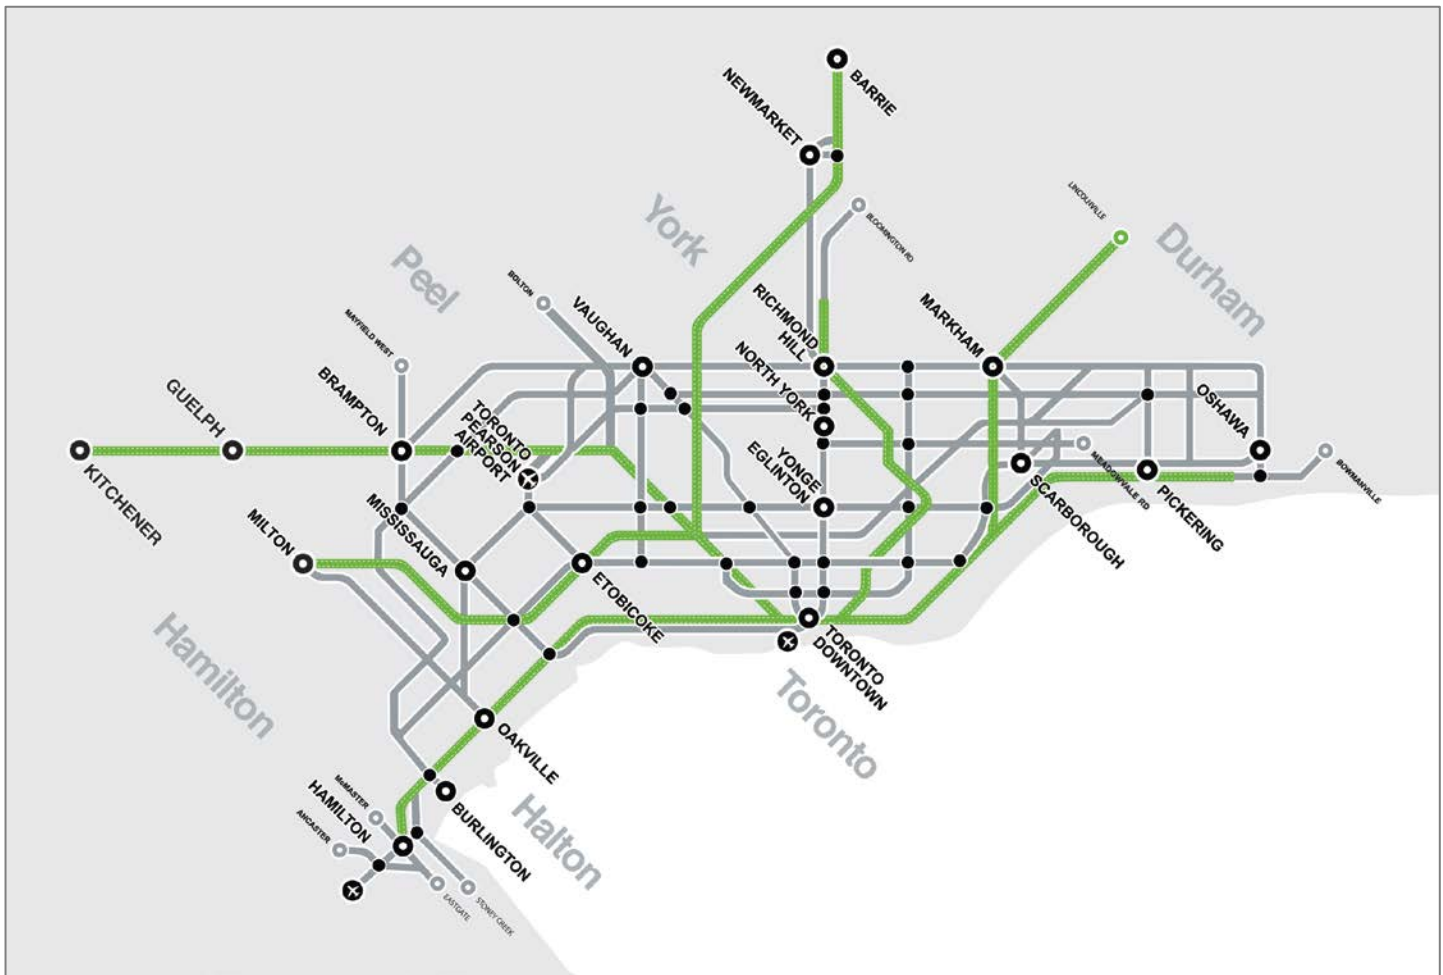 BARRIE
NEWMARKET
LINCOLNVILLE
York
BLOOMINGTON RD
Durham
Peel
BOLTON
VAUGHAN
RICHMOND
HILL
MARKHAM
MAYFIELD WEST
NORTH YORK
BRAMPTON
GUELPH
TORONTO
PEARSON
AIRPORT
OSHAWA
YONGE
EGLINTON
KITCHENER
MEADOWVALE RD
BOWMANVILLE
SCARBOROUGH
PICKERING
MILTON
MISSISSAUGA
ETOBICOKE
Hamilton
TORONTO
DOWNTOWN
Toronto
OAKVILLE
McMASTER
HAMILTON
ANCASTER
BURLINGTON
Halton
EASTGATE
STONEY CREEK